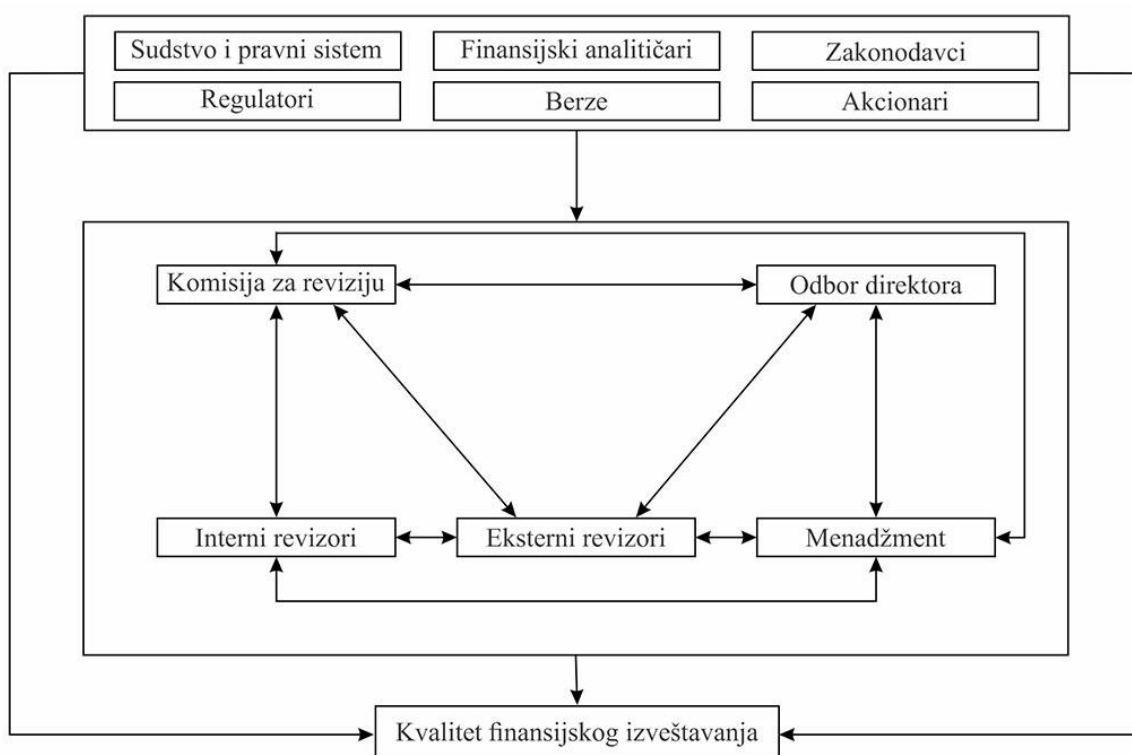 Sudstvo i pravni sistem
Finansijski analitičari
Zakonodavci
Regulatori
Berze
Akcionari
Komisija za reviziju
Odbor direktora
Interni revizori
Eksterni revizori
Menadžment
Kvalitet finansijskog izveštavanja